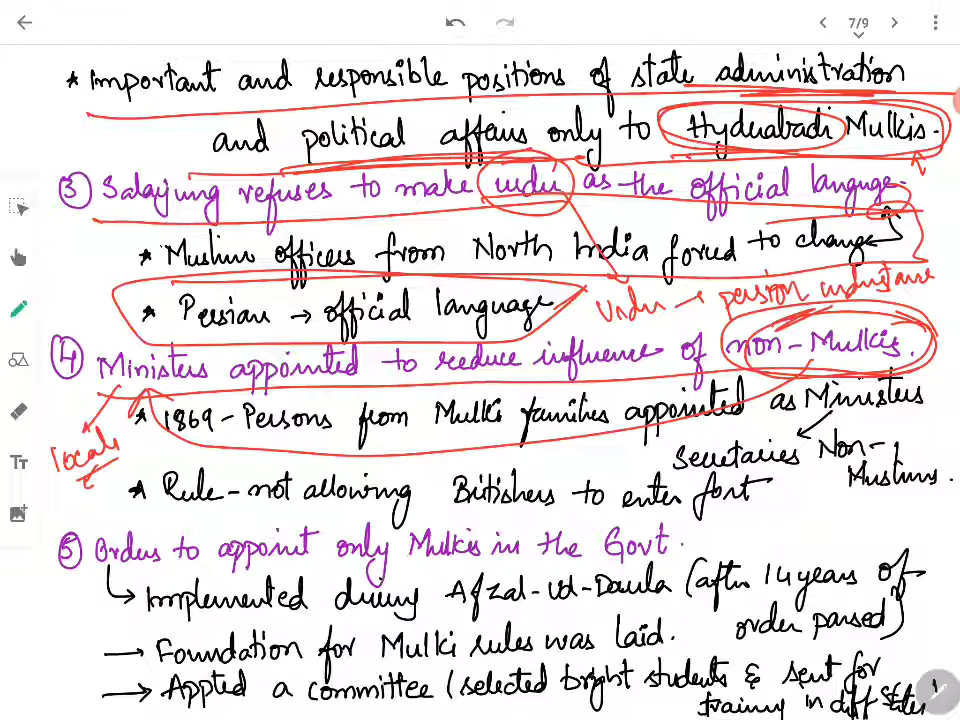 7/9
* Important and responsible positions of state administration
and political affairs only to Hyderabadi Mulkis.
③ Salarjung refuses to make urdu as the official languge.
* Muslims officers from North India forced to change
* Persian → official language
Urdu → persion
④ Ministers appointed to reduce influence of non-Mulkis.
* 1869 - Persons from Mulki families appointed as Ministers
locals
Secretaries Non-
Muslims.
* Rule - not allowing Britishers to enter fort
⑤ Orders to appoint only Mulkis in the Govt.
↳ Implemented during Afzal-Ud-Daula (after 14 years of
order passed)
→ Foundation for Mulki rules was laid.
→ Appted a committee (selected bright students & sent for
training in diff States
Tт